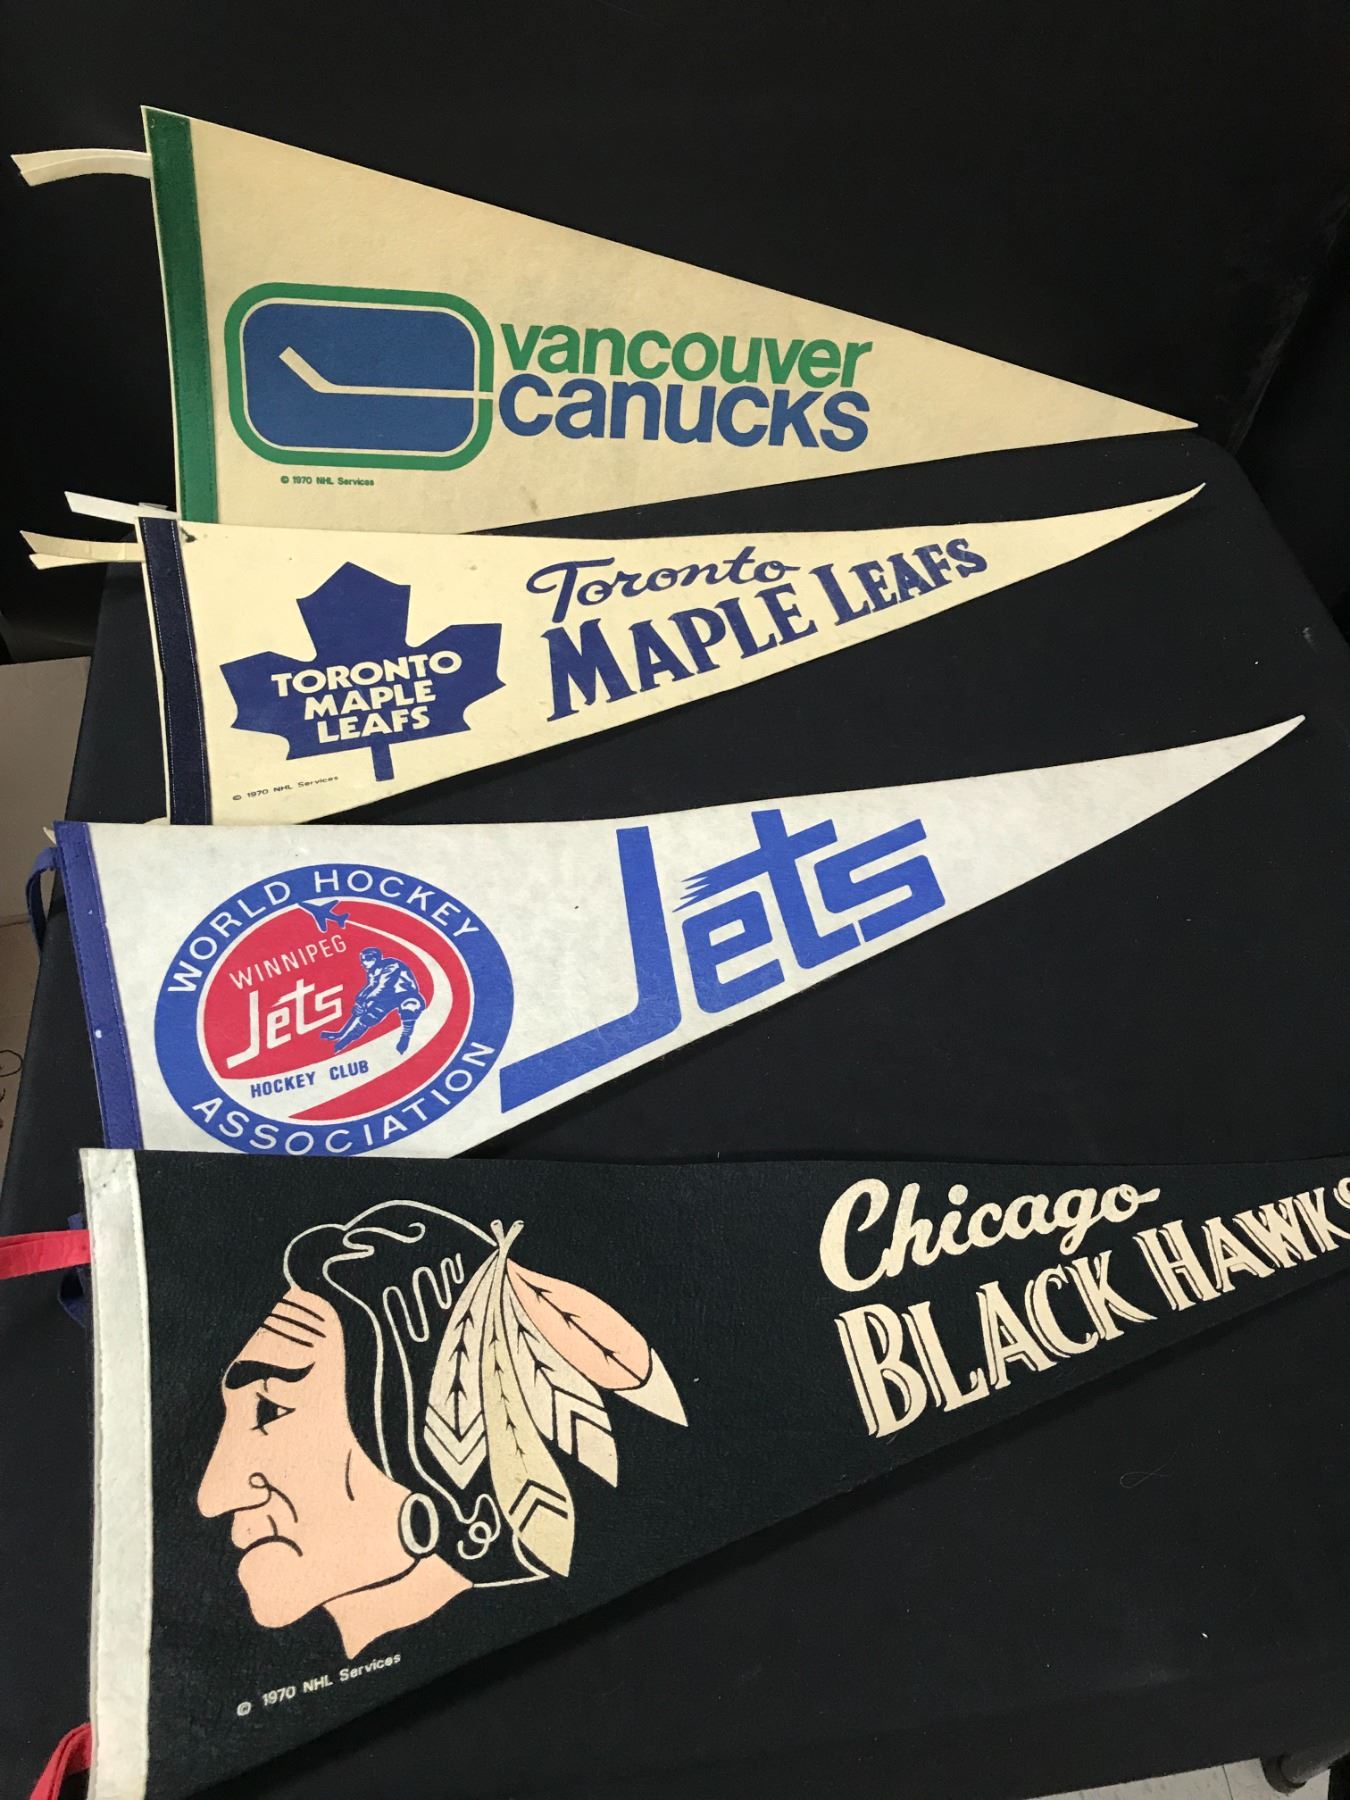 vancouver
canucks
© 1970 NHL Services
TORONTO
MAPLE
LEAFS
Toronto
MAPLE LEAFS
© 1970 NHL Services
WORLD HOCKEY
WINNIPEG
Jets
HOCKEY CLUB
ASSOCIATION
Jets
Chicago
BLACK HAWKS
© 1970 NHL Services